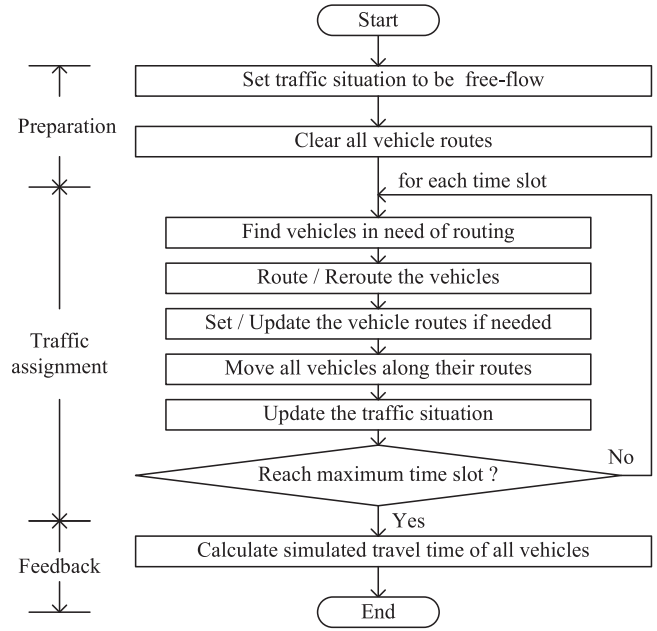 Start
Set traffic situation to be free-flow
Preparation
Clear all vehicle routes
for each time slot
Find vehicles in need of routing
Route / Reroute the vehicles
Set / Update the vehicle routes if needed
Traffic
assignment
Move all vehicles along their routes
Update the traffic situation
Reach maximum time slot ?
No
Yes
Calculate simulated travel time of all vehicles
Feedback
End